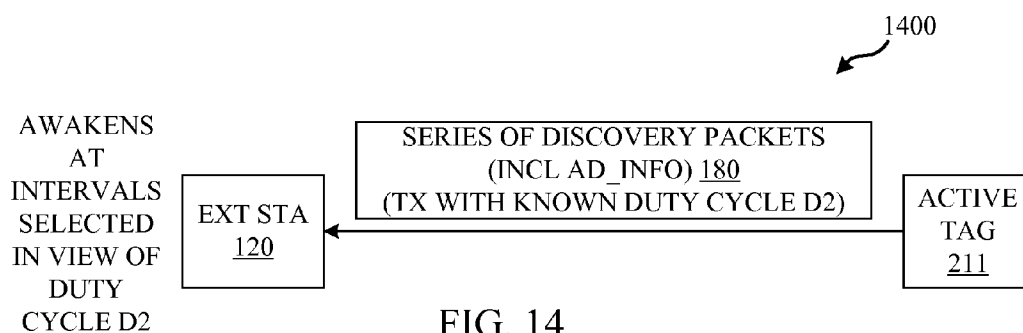 1400
AWAKENS
AT
INTERVALS
SELECTED
IN VIEW OF
DUTY
CYCLE D2
EXT STA
120
SERIES OF DISCOVERY PACKETS
(INCL AD_INFO) 180
(TX WITH KNOWN DUTY CYCLE D2)
ACTIVE
TAG
211
FIG. 14